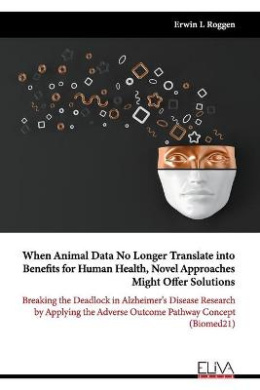 Erwin L Roggen
When Animal Data No Longer Translate into
Benefits for Human Health, Novel Approaches
Might Offer Solutions
Breaking the Deadlock in Alzheimer's Disease Research
by Applying the Adverse Outcome Pathway Concept
(Biomed21)
ELIVA
PRESS